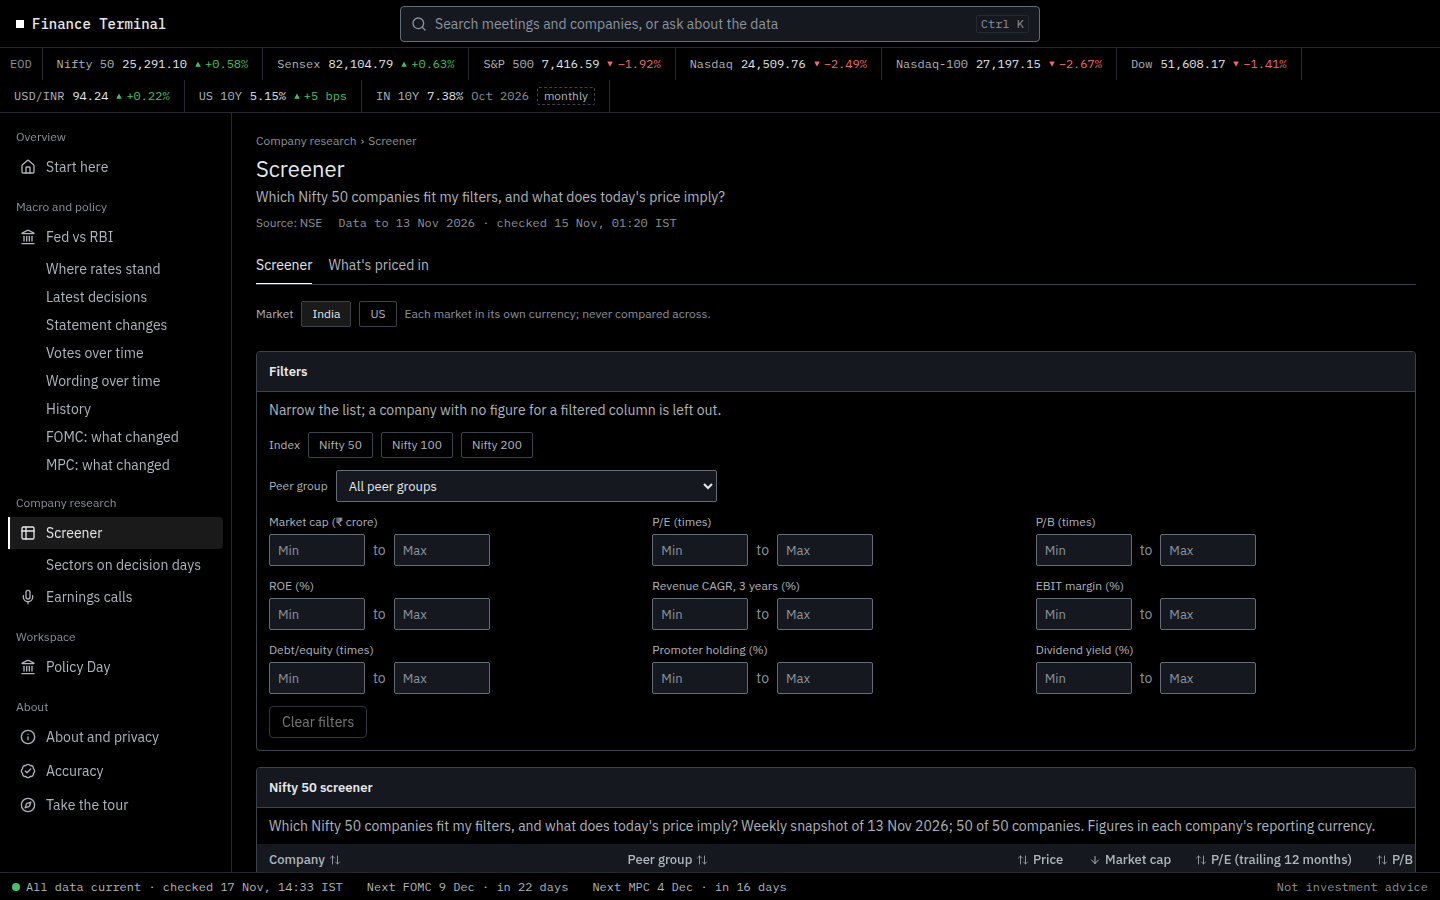 Finance Terminal
Search meetings and companies, or ask about the data
Ctrl K
EOD Nifty 50 25,291.10 ▲ +0.58% Sensex 82,104.79 ▲ +0.63% S&P 500 7,416.59 ▼ −1.92% Nasdaq 24,509.76 ▼ −2.49% Nasdaq-100 27,197.15 ▼ −2.67% Dow 51,608.17 ▼ −1.41%
USD/INR 94.24 ▲ +0.22% US 10Y 5.15% ▲ +5 bps IN 10Y 7.38% Oct 2026 monthly
Overview
Start here
Macro and policy
Fed vs RBI
Where rates stand
Latest decisions
Statement changes
Votes over time
Wording over time
History
FOMC: what changed
MPC: what changed
Company research
Screener
Sectors on decision days
Earnings calls
Workspace
Policy Day
About
About and privacy
Accuracy
Take the tour
Company research › Screener
Screener
Which Nifty 50 companies fit my filters, and what does today's price imply?
Source: NSE Data to 13 Nov 2026 · checked 15 Nov, 01:20 IST
Screener What's priced in
Market India US Each market in its own currency; never compared across.
Filters
Narrow the list; a company with no figure for a filtered column is left out.
Index Nifty 50 Nifty 100 Nifty 200
Peer group All peer groups
Market cap (₹ crore) P/E (times) P/B (times)
Min to Max Min to Max Min to Max
ROE (%) Revenue CAGR, 3 years (%) EBIT margin (%)
Min to Max Min to Max Min to Max
Debt/equity (times) Promoter holding (%) Dividend yield (%)
Min to Max Min to Max Min to Max
Clear filters
Nifty 50 screener
Which Nifty 50 companies fit my filters, and what does today's price imply? Weekly snapshot of 13 Nov 2026; 50 of 50 companies. Figures in each company's reporting currency.
Company ↑↓ Peer group ↑↓ ↑↓ Price ↓ Market cap ↑↓ P/E (trailing 12 months) ↑↓ P/B
All data current · checked 17 Nov, 14:33 IST Next FOMC 9 Dec · in 22 days Next MPC 4 Dec · in 16 days Not investment advice